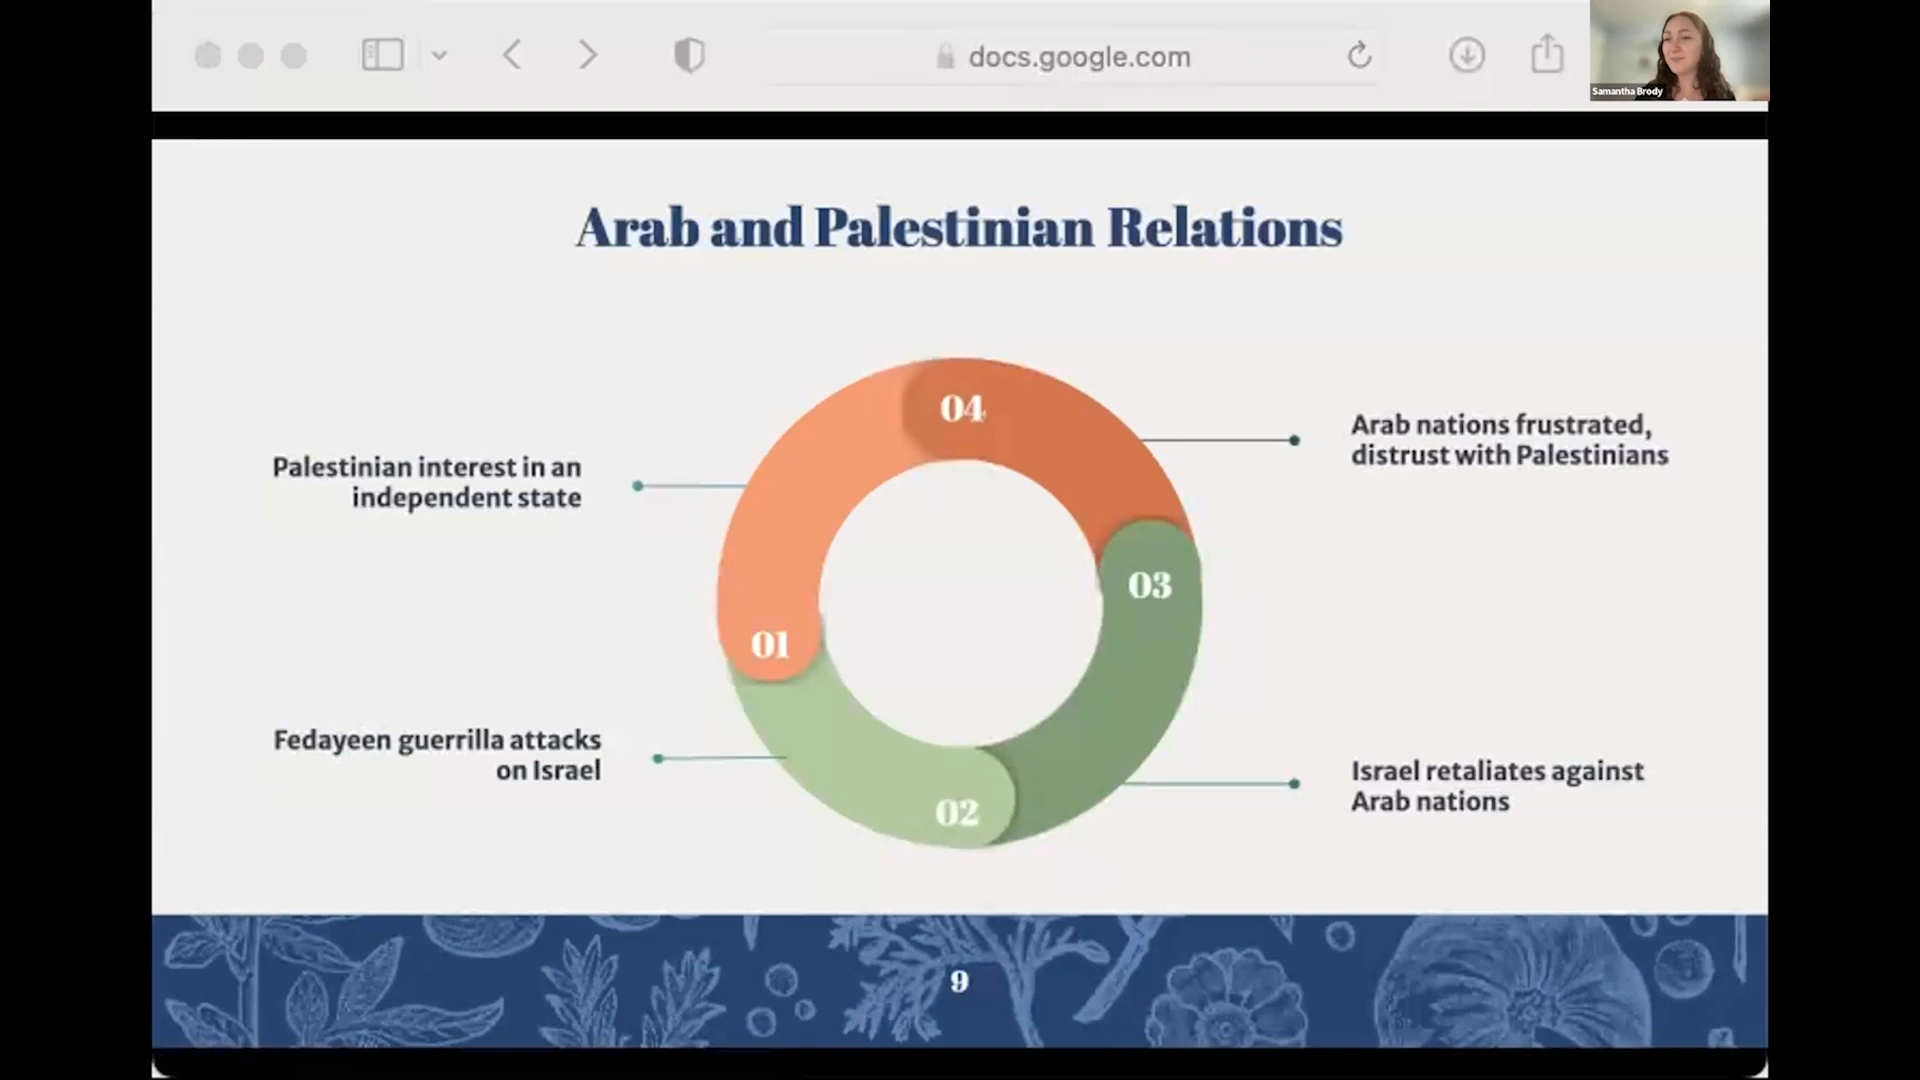 docs.google.com
Samantha Brody
Arab and Palestinian Relations
04
Arab nations frustrated,
distrust with Palestinians
Palestinian interest in an
independent state
03
01
Fedayeen guerrilla attacks
on Israel
Israel retaliates against
Arab nations
02
9